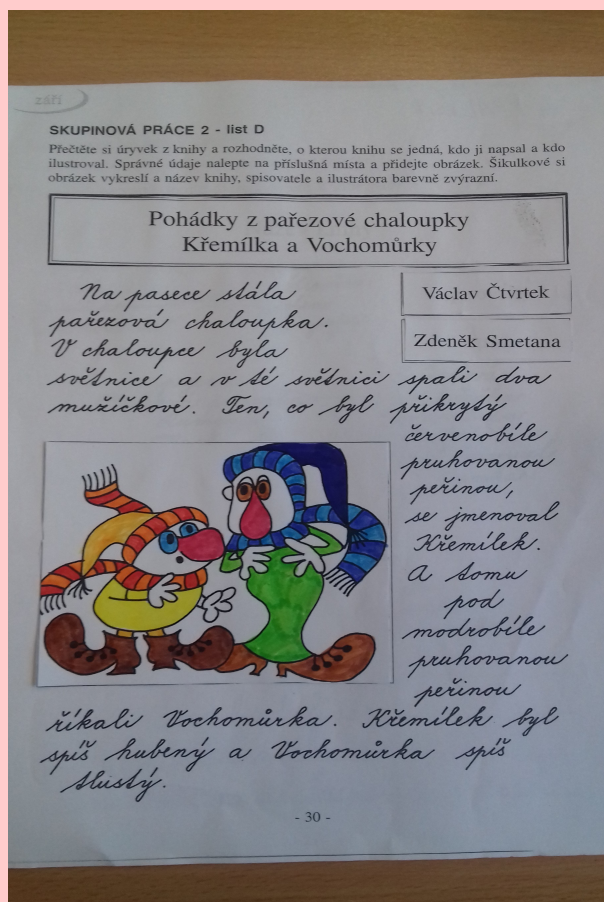 září
SKUPINOVÁ PRÁCE 2 - list D
Přečtěte si úryvek z knihy a rozhodněte, o kterou knihu se jedná, kdo ji napsal a kdo
ilustroval. Správné údaje nalepte na příslušná místa a přidejte obrázek. Šikulkové si
obrázek vykreslí a název knihy, spisovatele a ilustrátora barevně zvýrazní.
Pohádky z pařezové chaloupky
Křemílka a Vochomůrky
Václav Čtvrtek
Zdeněk Smetana
Na pasece stála
pařezová chaloupka.
V chaloupce byla
světnice a v té světnici spali dva
mužíčkové. Ten, co byl přikrytý
červenobíle
pruhovanou
peřinou,
se jmenoval
Křemílek.
A tomu
pod
modrobíle
pruhovanou
peřinou
říkali Vochomůrka. Křemílek byl
spíš hubený a Vochomůrka spíš
tlustý.
- 30 -